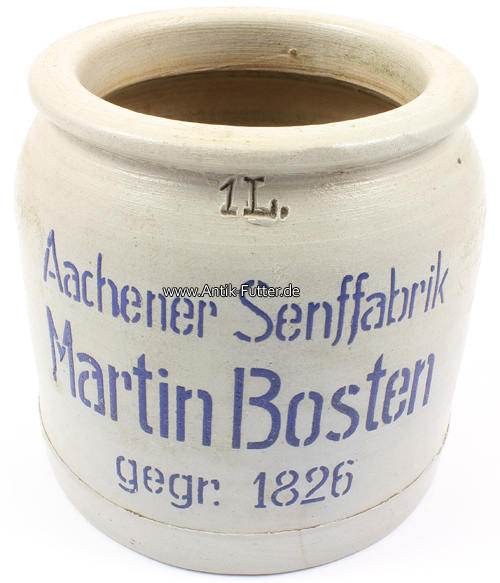 1L.
Aachener Senffabrik
www.Antik-Futter.de
Martin Bosten
gegr. 1826